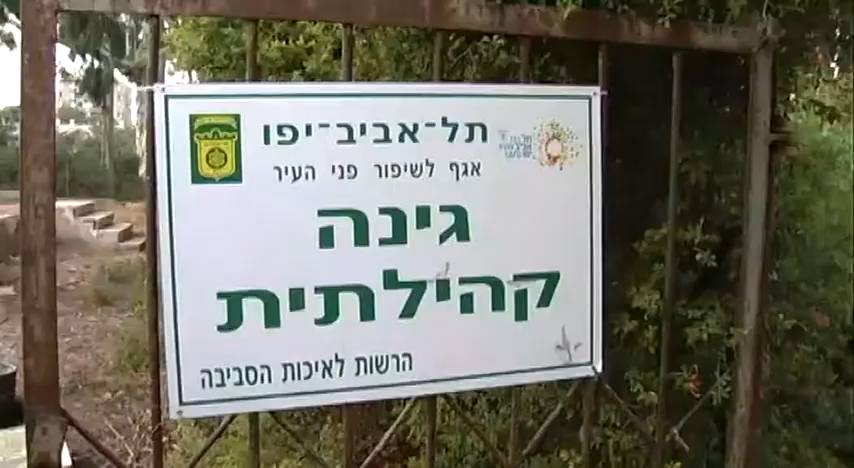 תל־אביב־יפו
אגף לשיפור פני העיר
גינה
קהילתית
הרשות לאיכות הסביבה